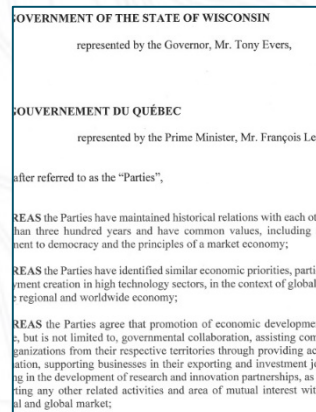 GOVERNMENT OF THE STATE OF WISCONSIN
represented by the Governor, Mr. Tony Evers,
GOUVERNEMENT DU QUÉBEC
represented by the Prime Minister, Mr. François Le
after referred to as the “Parties”,
REAS the Parties have maintained historical relations with each ot
han three hundred years and have common values, including
ment to democracy and the principles of a market economy;
REAS the Parties have identified similar economic priorities, parti
yment creation in high technology sectors, in the context of global
regional and worldwide economy;
REAS the Parties agree that promotion of economic developme
, but is not limited to, governmental collaboration, assisting com
ganizations from their respective territories through providing ac
ation, supporting businesses in their exporting and investment
ng in the development of research and innovation partnerships, as
rting any other related activities and area of mutual interest wit
al and global market;